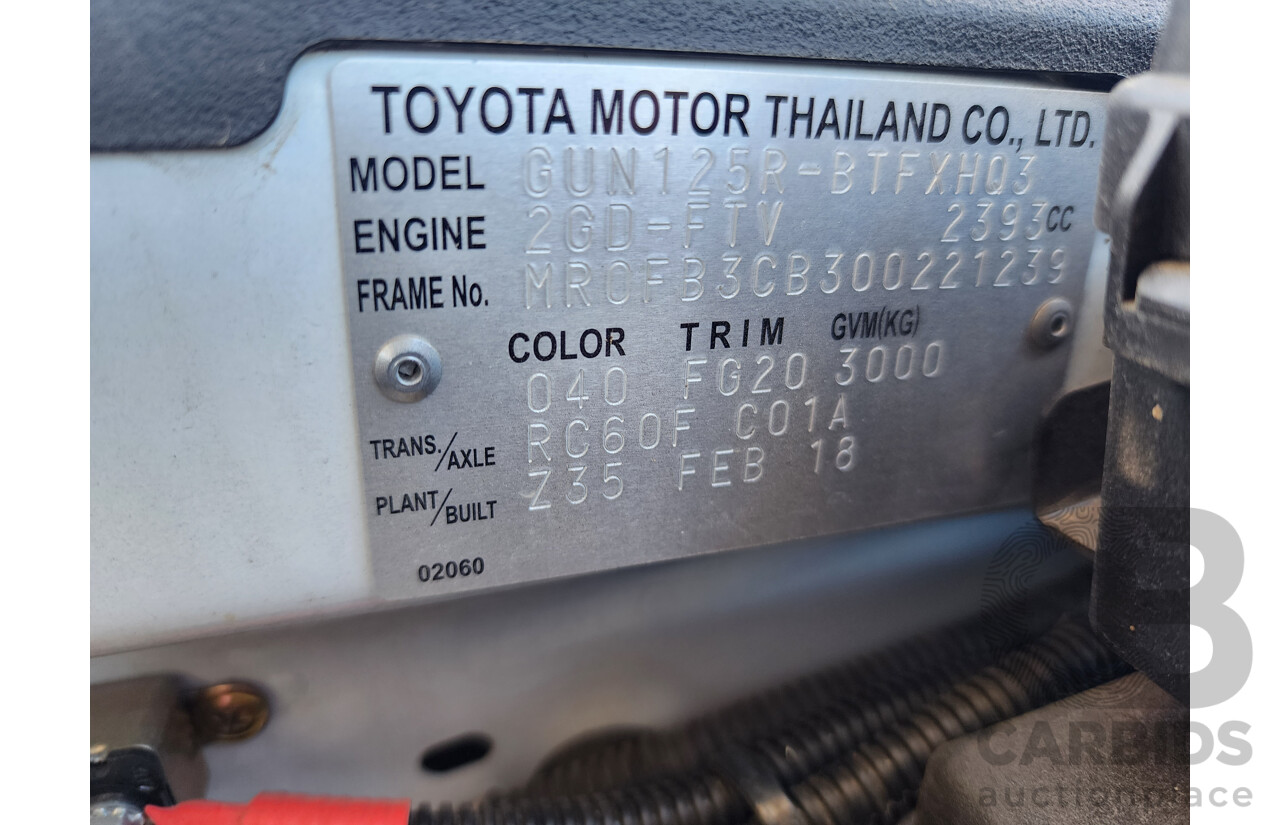 TOYOTA MOTOR THAILAND CO., LTD.
MODEL GUN125R-BTFXHQ3
ENGINE 2GD-FTV 2393CC
FRAME No. MR0FB3CB300221239
COLOR TRIM GVM(KG)
040 FG20 3000
TRANS./AXLE RC60F C01A
PLANT/BUILT Z35 FEB 18
02060
CARBIDS
auctionplace